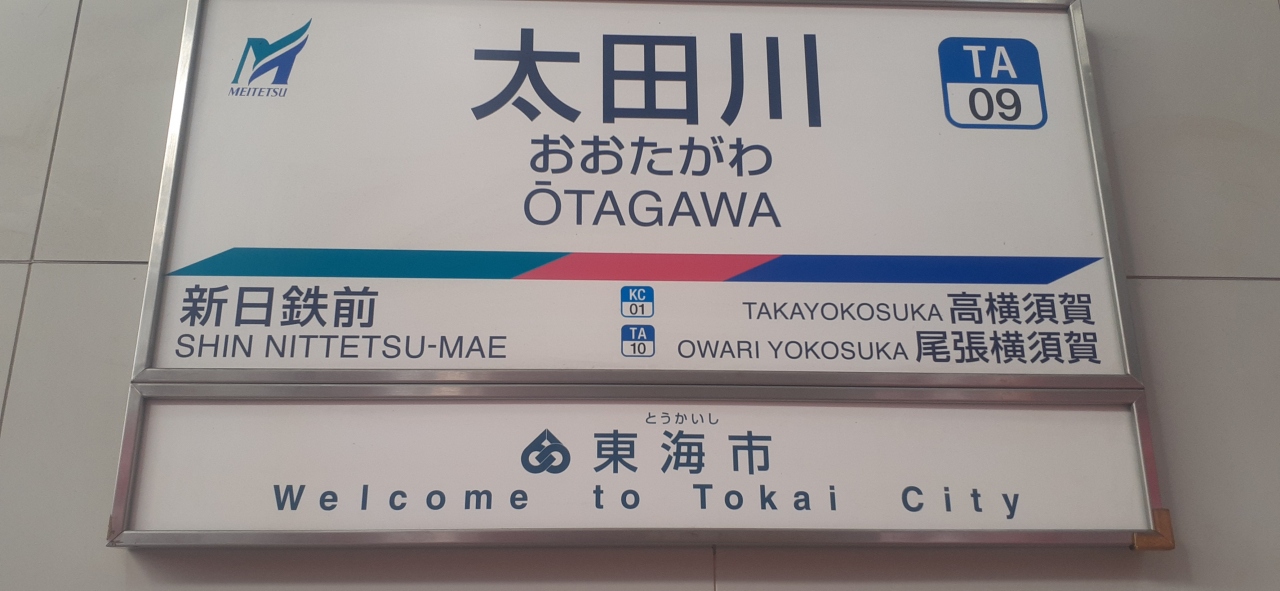 MEITETSU
太田川
おおたがわ
ŌTAGAWA
TA
09
新日鉄前
SHIN NITTETSU-MAE
KC
01
TA
10
TAKAYOKOSUKA 高横須賀
OWARI YOKOSUKA 尾張横須賀
とうかいし
東海市
Welcome to Tokai City